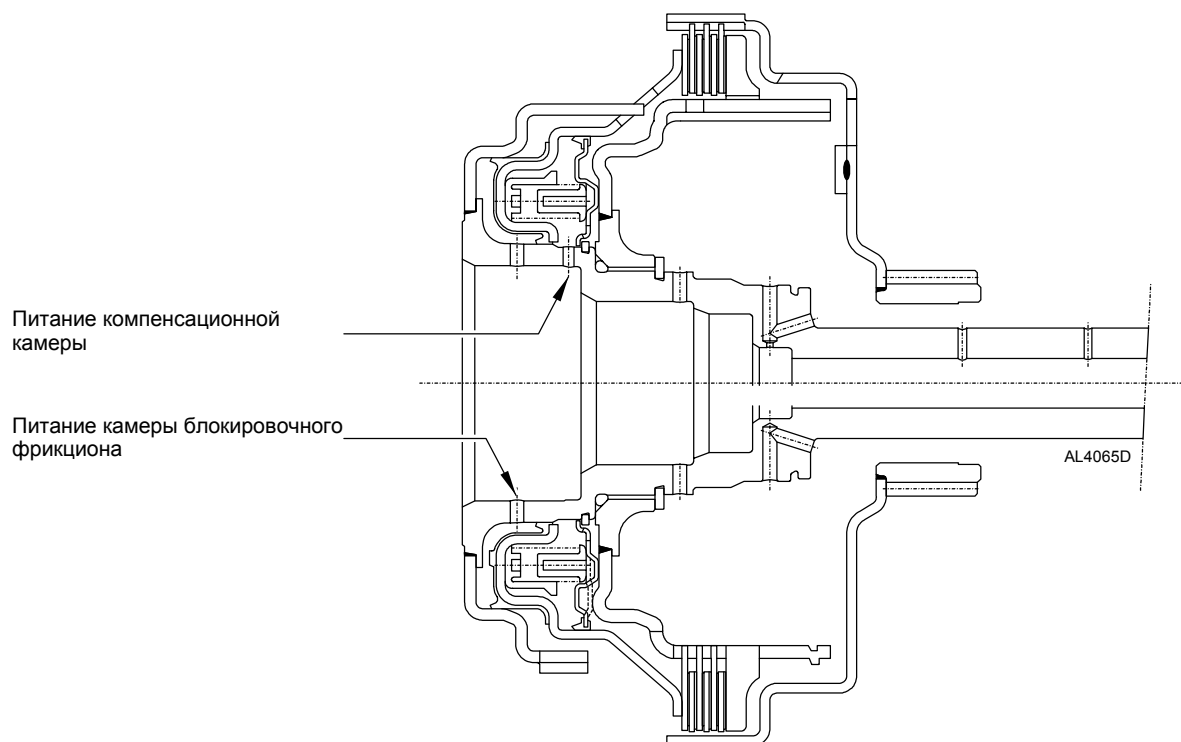 Питание компенсационной
камеры
Питание камеры блокировочного
фрикциона
AL4065D